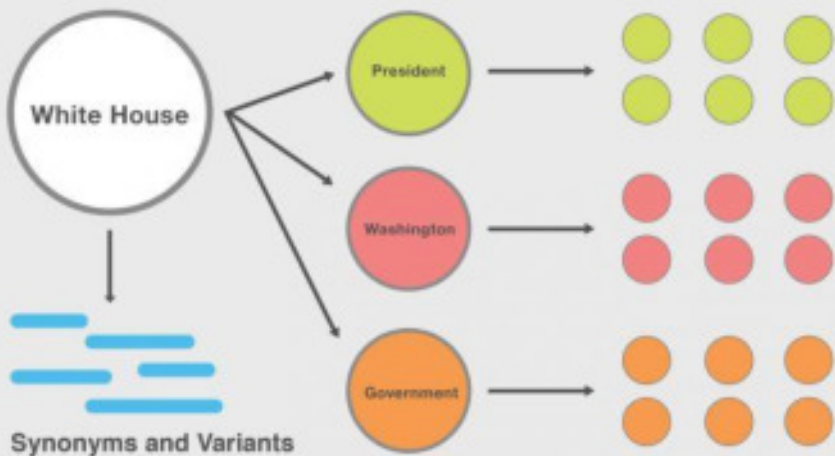 White House
President
Washington
Government
Synonyms and Variants